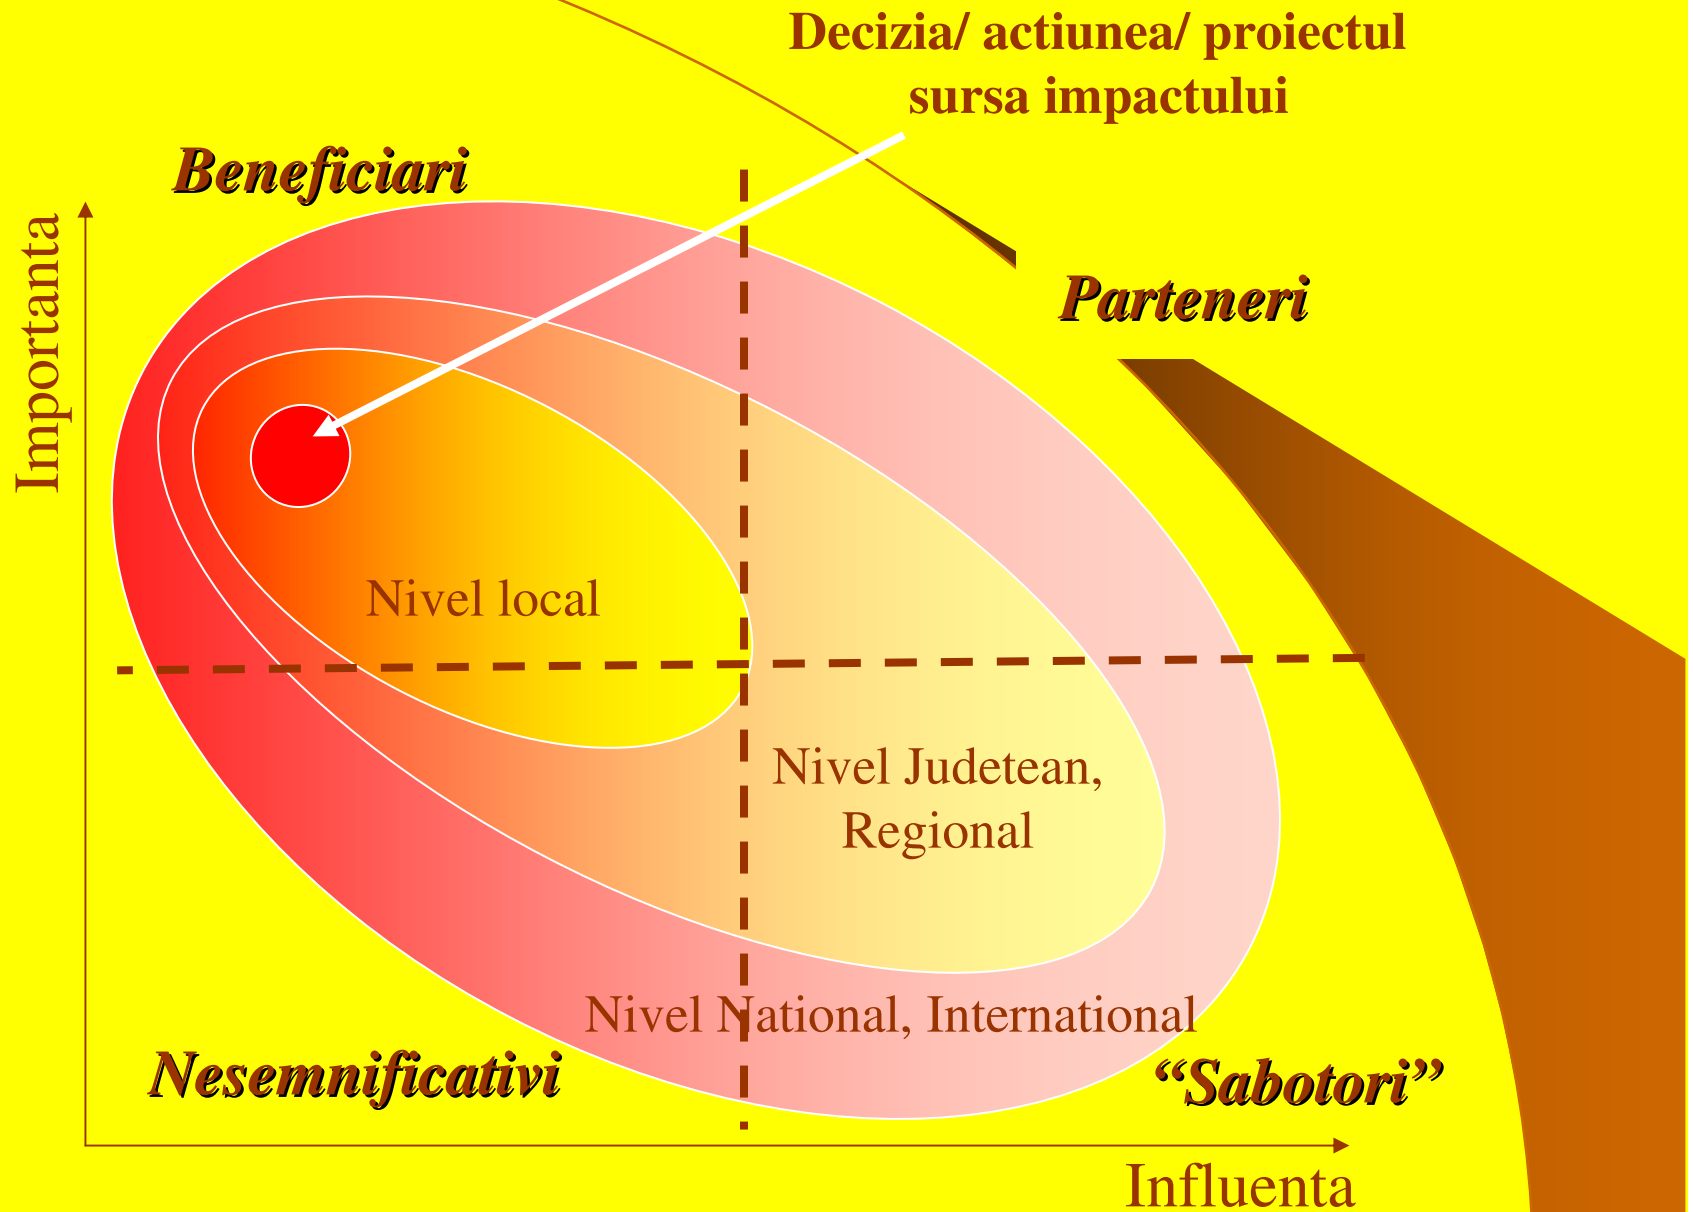 Decizia/ actiunea/ proiectul
sursa impactului
Beneficiari
Importanta
Parteneri
Nivel local
Nivel Judetean,
Regional
Nivel National, International
Nesemnificativi
“Sabotori”
Influenta